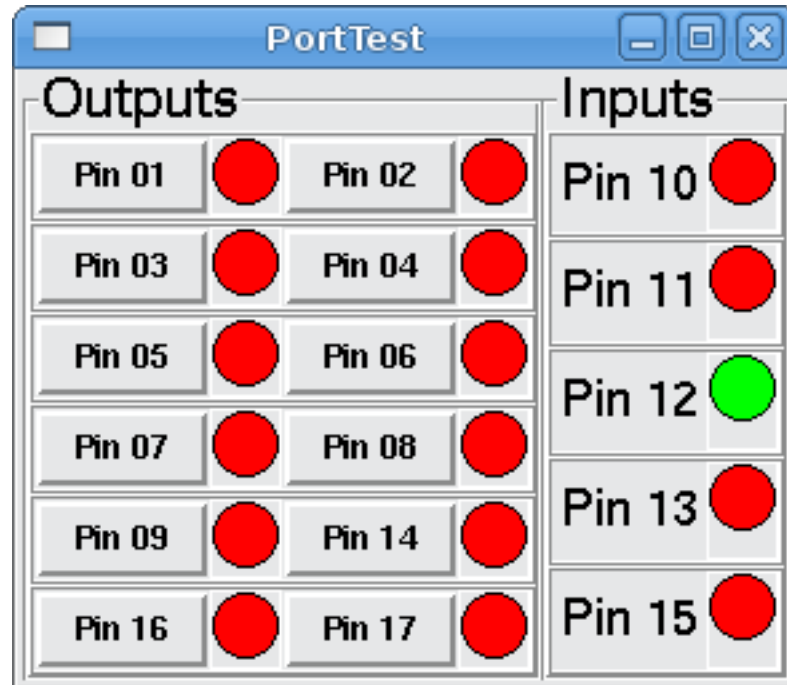 PortTest
Outputs
Pin 01 Pin 02
Pin 03 Pin 04
Pin 05 Pin 06
Pin 07 Pin 08
Pin 09 Pin 14
Pin 16 Pin 17
Inputs
Pin 10
Pin 11
Pin 12
Pin 13
Pin 15